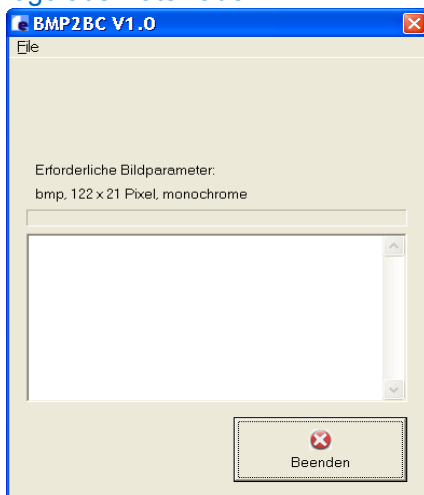 BMP2BC V1.0
File
Erforderliche Bildparameter:
bmp, 122 x 21 Pixel, monochrome
Beenden